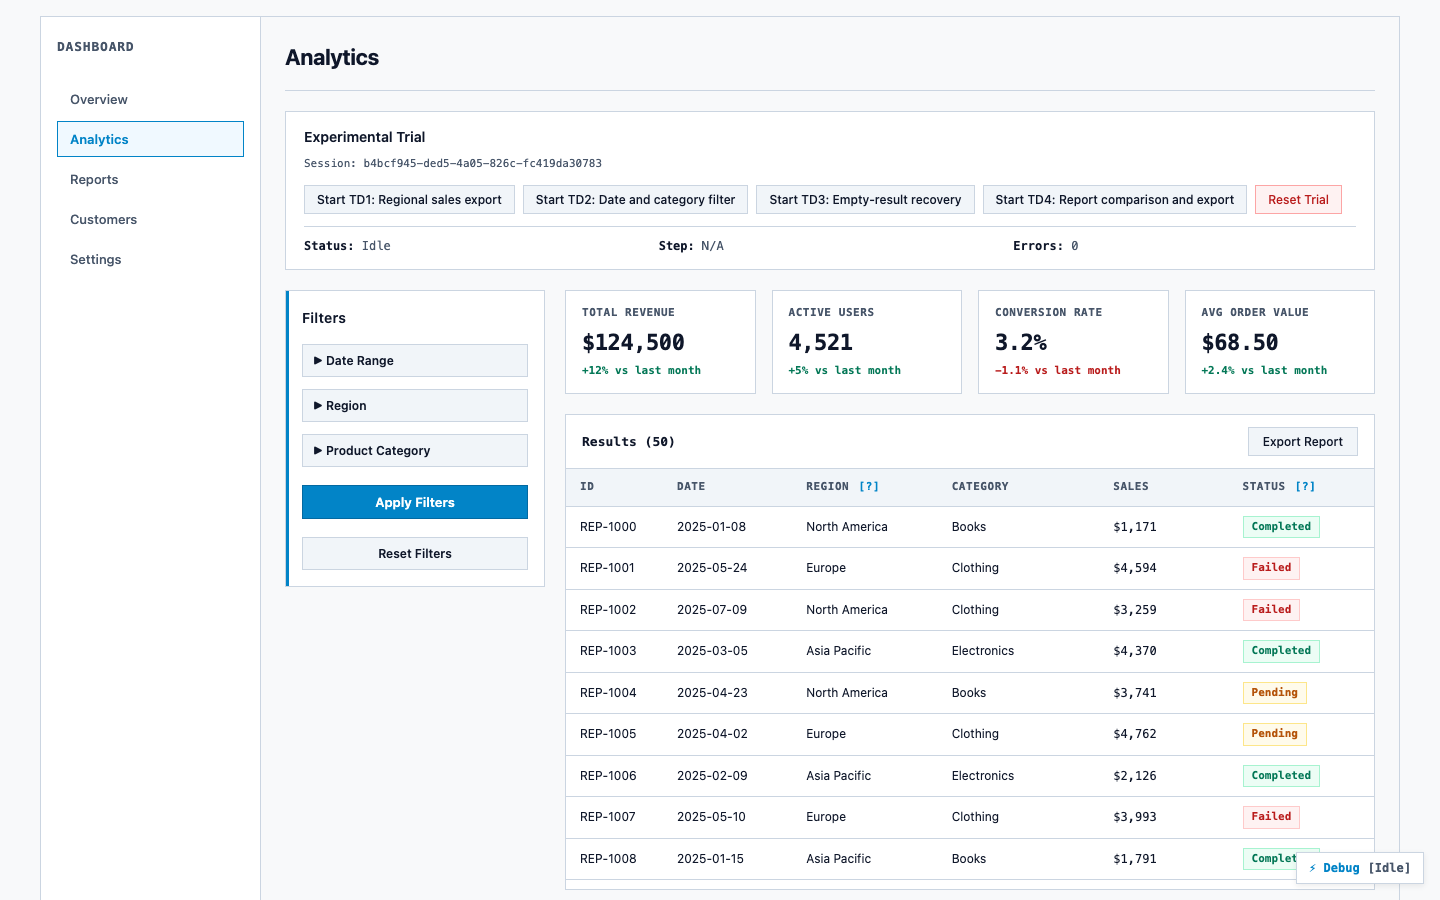 DASHBOARD
Overview
Analytics
Reports
Customers
Settings
Analytics
Experimental Trial
Session: b4bcf945-ded5-4a05-826c-fc419da30783
Start TD1: Regional sales export
Start TD2: Date and category filter
Start TD3: Empty-result recovery
Start TD4: Report comparison and export
Reset Trial
Status: Idle
Step: N/A
Errors: 0
Filters
▶ Date Range
▶ Region
▶ Product Category
Apply Filters
Reset Filters
TOTAL REVENUE
$124,500
+12% vs last month
ACTIVE USERS
4,521
+5% vs last month
CONVERSION RATE
3.2%
-1.1% vs last month
AVG ORDER VALUE
$68.50
+2.4% vs last month
Results (50)
Export Report
ID DATE REGION [?] CATEGORY SALES STATUS [?]
REP-1000 2025-01-08 North America Books $1,171 Completed
REP-1001 2025-05-24 Europe Clothing $4,594 Failed
REP-1002 2025-07-09 North America Clothing $3,259 Failed
REP-1003 2025-03-05 Asia Pacific Electronics $4,370 Completed
REP-1004 2025-04-23 North America Books $3,741 Pending
REP-1005 2025-04-02 Europe Clothing $4,762 Pending
REP-1006 2025-02-09 Asia Pacific Electronics $2,126 Completed
REP-1007 2025-05-10 Europe Clothing $3,993 Failed
REP-1008 2025-01-15 Asia Pacific Books $1,791 Complet
⚡ Debug [Idle]